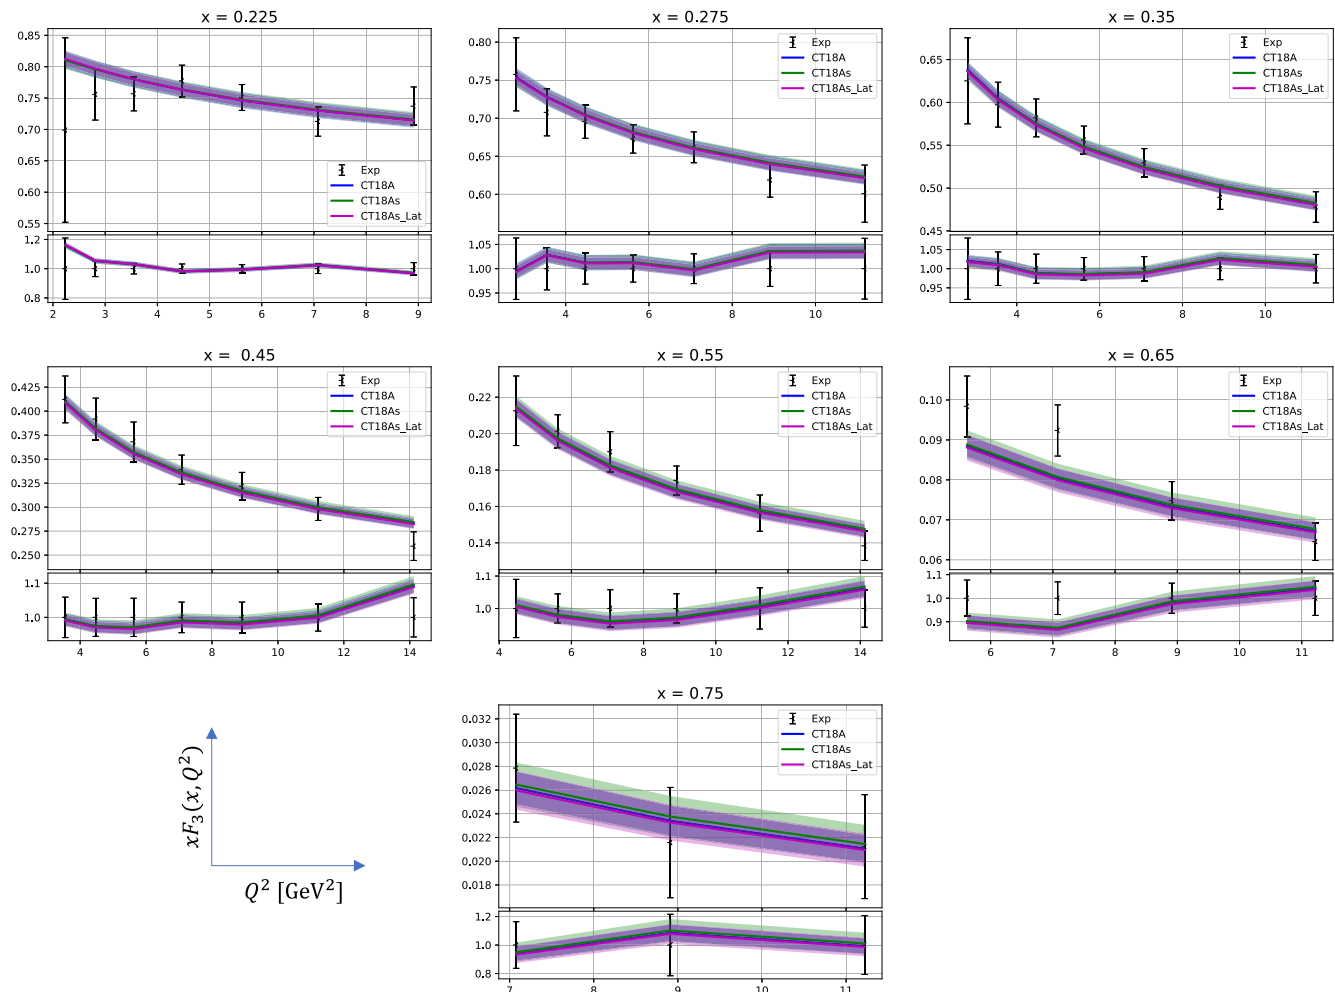 x = 0.225
0.85
0.80
0.75
0.70
0.65
0.60
0.55
Exp
CT18A
CT18As
CT18As_Lat
1.2
1.0
0.8
2 3 4 5 6 7 8 9
x = 0.275
0.80
0.75
0.70
0.65
0.60
Exp
CT18A
CT18As
CT18As_Lat
1.05
1.00
0.95
4 6 8 10
x = 0.35
0.65
0.60
0.55
0.50
0.45
Exp
CT18A
CT18As
CT18As_Lat
1.05
1.00
0.95
4 6 8 10
x = 0.45
0.425
0.400
0.375
0.350
0.325
0.300
0.275
0.250
Exp
CT18A
CT18As
CT18As_Lat
1.1
1.0
4 6 8 10 12 14
x = 0.55
0.22
0.20
0.18
0.16
0.14
Exp
CT18A
CT18As
CT18As_Lat
1.1
1.0
4 6 8 10 12 14
x = 0.65
0.10
0.09
0.08
0.07
0.06
Exp
CT18A
CT18As
CT18As_Lat
1.1
1.0
0.9
6 7 8 9 10 11
xF₃(x, Q²)
Q² [GeV²]
x = 0.75
0.032
0.030
0.028
0.026
0.024
0.022
0.020
0.018
Exp
CT18A
CT18As
CT18As_Lat
1.2
1.0
0.8
7 8 9 10 11